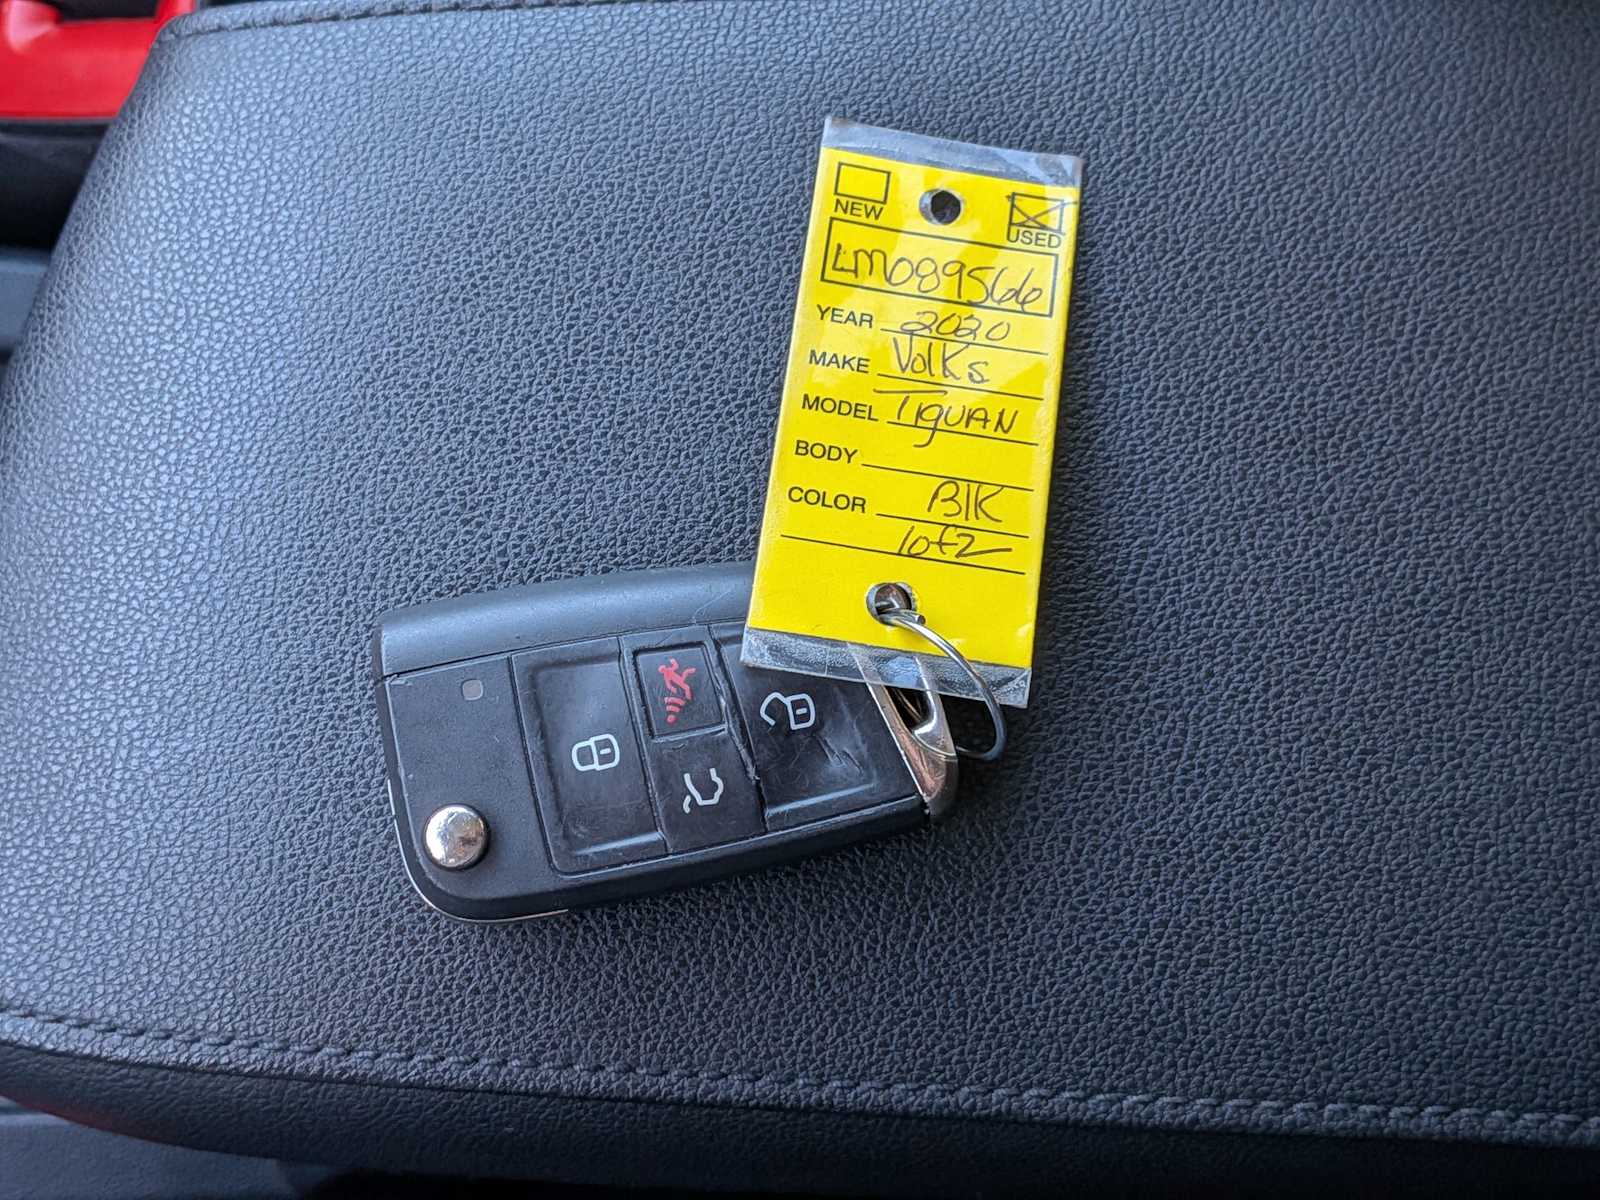 NEW USED
LM089566
YEAR 2020
MAKE Volks
MODEL TIguAN
BODY
COLOR BlK
1of2